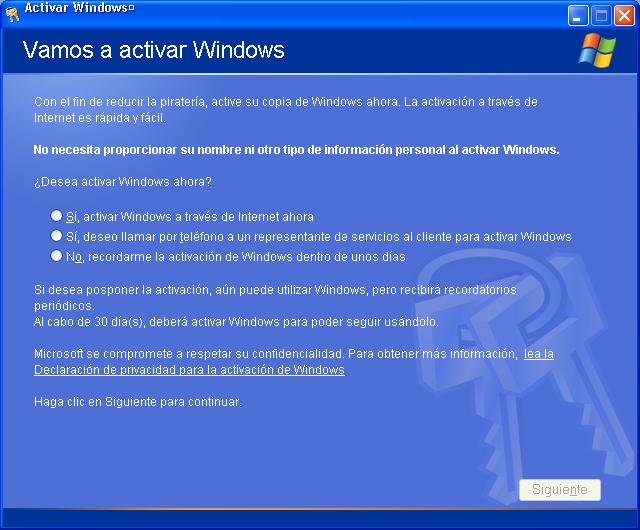 Activar Windows¤
Vamos a activar Windows
Con el fin de reducir la piratería, active su copia de Windows ahora. La activación a través de
Internet es rápida y fácil.
No necesita proporcionar su nombre ni otro tipo de información personal al activar Windows.
¿Desea activar Windows ahora?
Sí, activar Windows a través de Internet ahora
Sí, deseo llamar por teléfono a un representante de servicios al cliente para activar Windows
No, recordarme la activación de Windows dentro de unos días
Si desea posponer la activación, aún puede utilizar Windows, pero recibirá recordatorios
periódicos.
Al cabo de 30 día(s), deberá activar Windows para poder seguir usándolo.
Microsoft se compromete a respetar su confidencialidad. Para obtener más información, lea la
Declaración de privacidad para la activación de Windows
Haga clic en Siguiente para continuar.
Siguiente